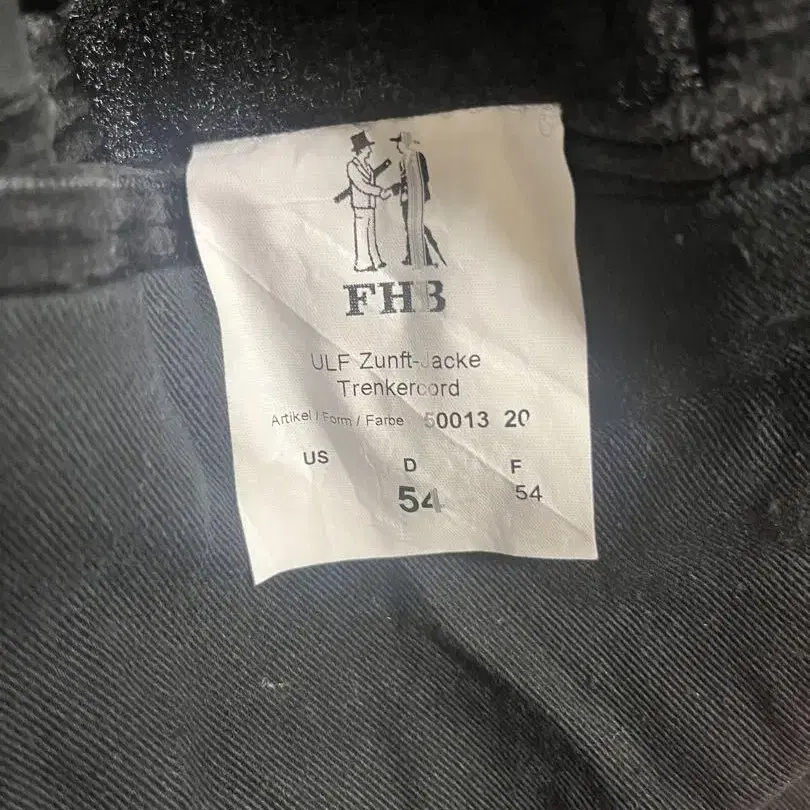 FHB
ULF Zunft-Jacke
Trenkercord
Artikel / Form / Farbe 50013 20
US D F
54 54